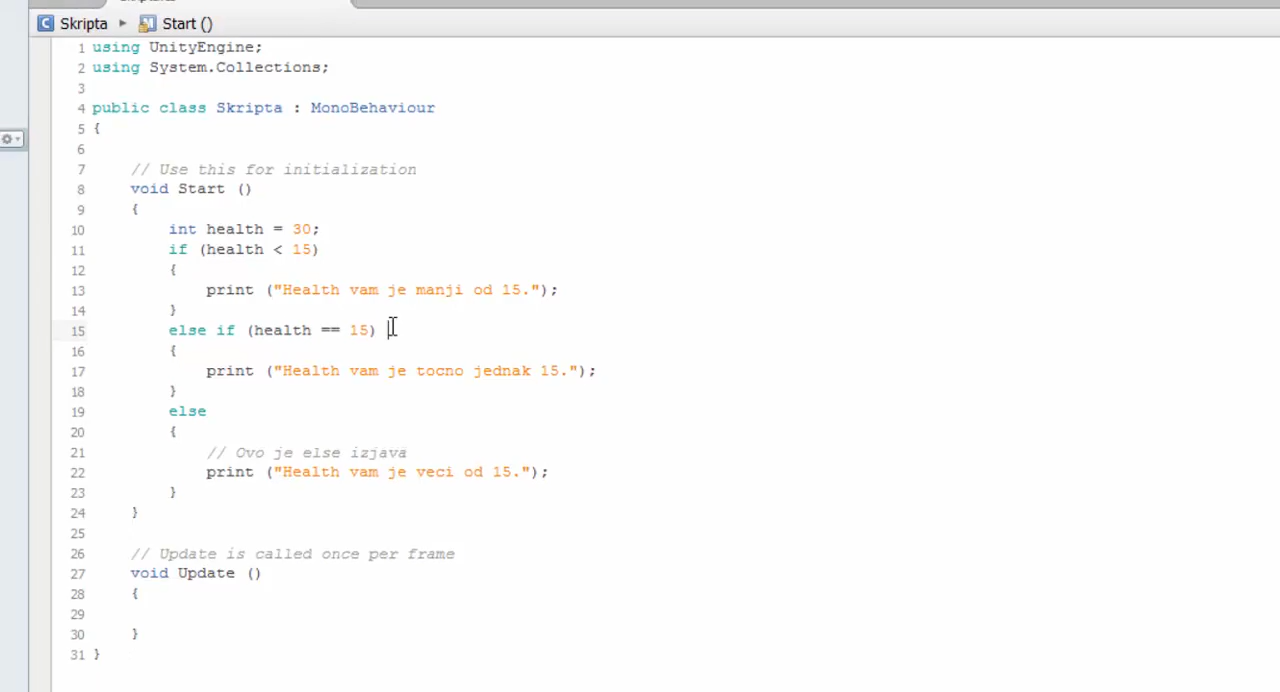 Skripta ▸ Start ()
1 using UnityEngine;
2 using System.Collections;
3
4 public class Skripta : MonoBehaviour
5 {
6
7 // Use this for initialization
8 void Start ()
9 {
10 int health = 30;
11 if (health < 15)
12 {
13 print ("Health vam je manji od 15.");
14 }
15 else if (health == 15)
16 {
17 print ("Health vam je tocno jednak 15.");
18 }
19 else
20 {
21 // Ovo je else izjava
22 print ("Health vam je veci od 15.");
23 }
24 }
25
26 // Update is called once per frame
27 void Update ()
28 {
29
30 }
31 }